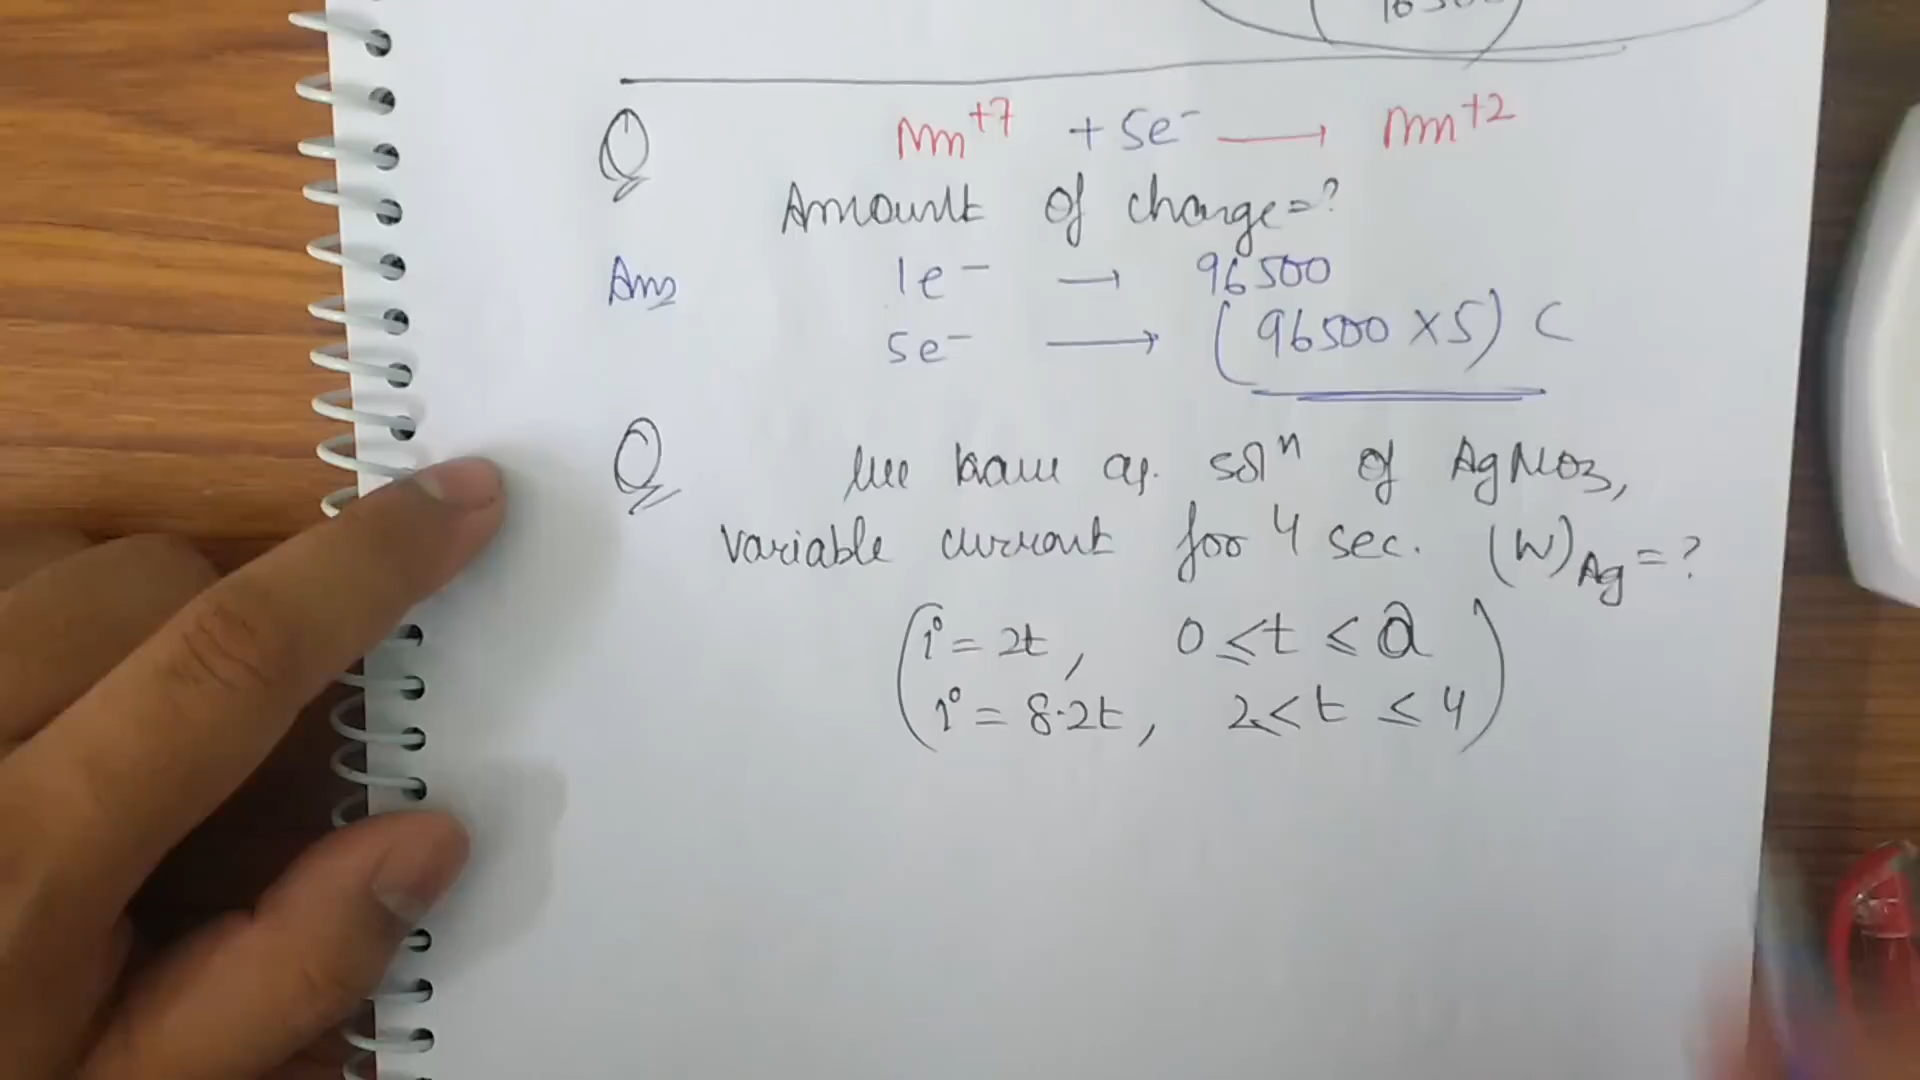 Q Mn+7 + 5e- → Mn+2
Amount of charge=?
Ans 1e- → 96500
5e- → (96500 x 5) C
Q We have aq. solⁿ of AgNO3,
variable current for 4 sec. (W)Ag = ?
(i = 2t, 0 ≤ t ≤ 2
i = 8-2t, 2 < t ≤ 4)